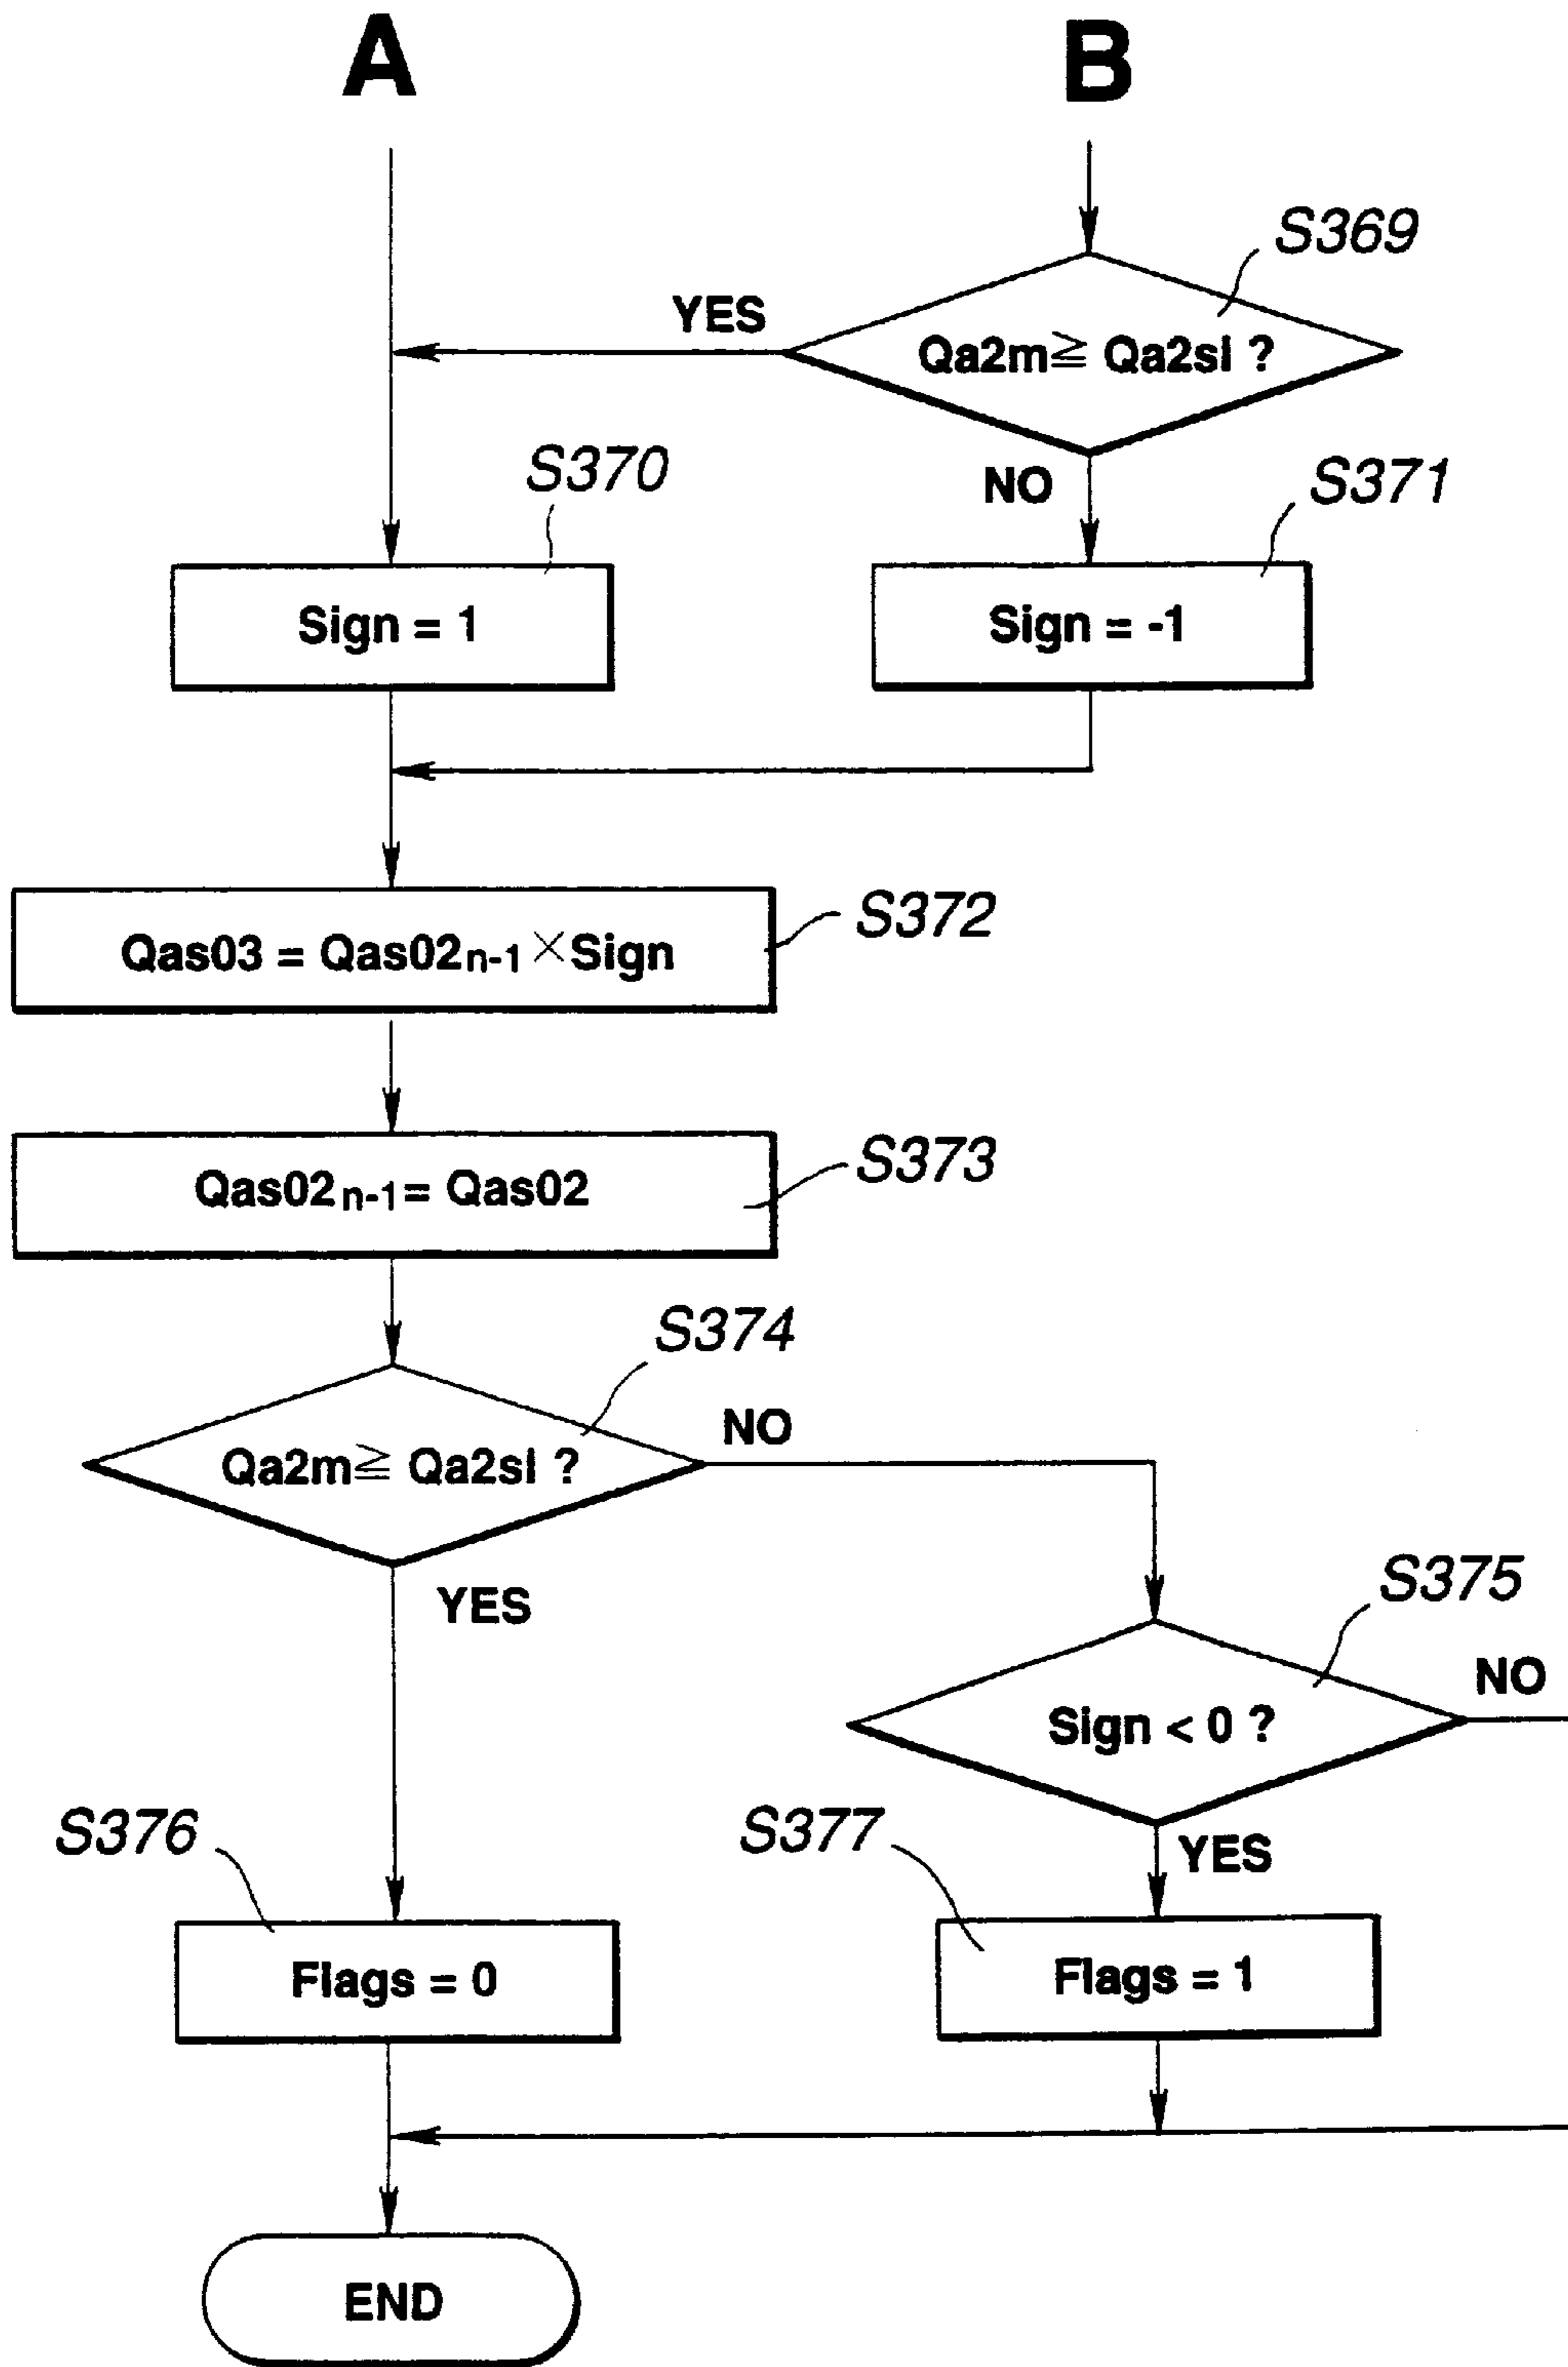 A
B
S369
YES
Qa2m≧ Qa2sl ?
S370
NO
S371
Sign = 1
Sign = -1
S372
Qas03 = Qas02n-1 ×Sign
S373
Qas02n-1= Qas02
S374
NO
Qa2m≧ Qa2sl ?
YES
S375
NO
Sign < 0 ?
S376
S377
YES
Flags = 0
Flags = 1
END